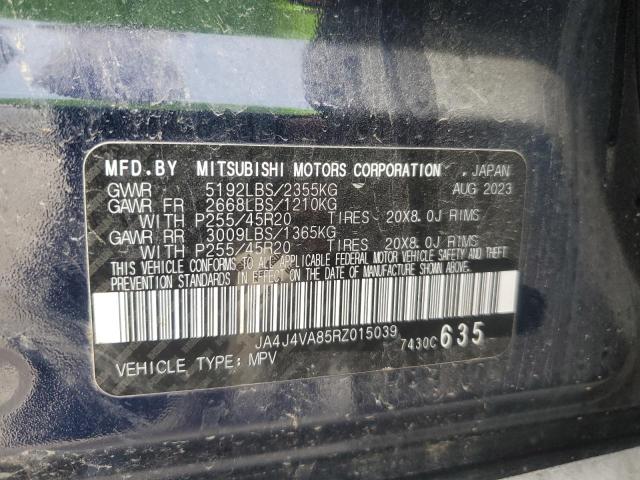 MFD.BY MITSUBISHI MOTORS CORPORATION , JAPAN
GVWR 5192LBS/2355KG AUG 2023
GAWR FR 2668LBS/1210KG
WITH P255/45R20 TIRES 20X8.0J RIMS
GAWR RR 3009LBS/1365KG
WITH P255/45R20 TIRES 20X8.0J RIMS
THIS VEHICLE CONFORMS TO ALL APPLICABLE FEDERAL MOTOR VEHICLE SAFETY AND THEFT
PREVENTION STANDARDS IN EFFECT ON THE DATE OF MANUFACTURE SHOWN ABOVE.
JA4J4VA85RZ015039 7430C635
VEHICLE TYPE: MPV